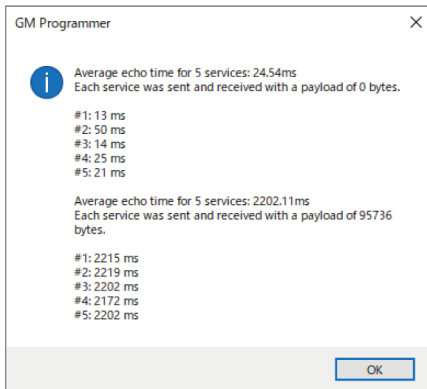 GM Programmer
Average echo time for 5 services: 24.54ms
Each service was sent and received with a payload of 0 bytes.
#1: 13 ms
#2: 50 ms
#3: 14 ms
#4: 25 ms
#5: 21 ms
Average echo time for 5 services: 2202.11ms
Each service was sent and received with a payload of 95736
bytes.
#1: 2215 ms
#2: 2219 ms
#3: 2202 ms
#4: 2172 ms
#5: 2202 ms
OK